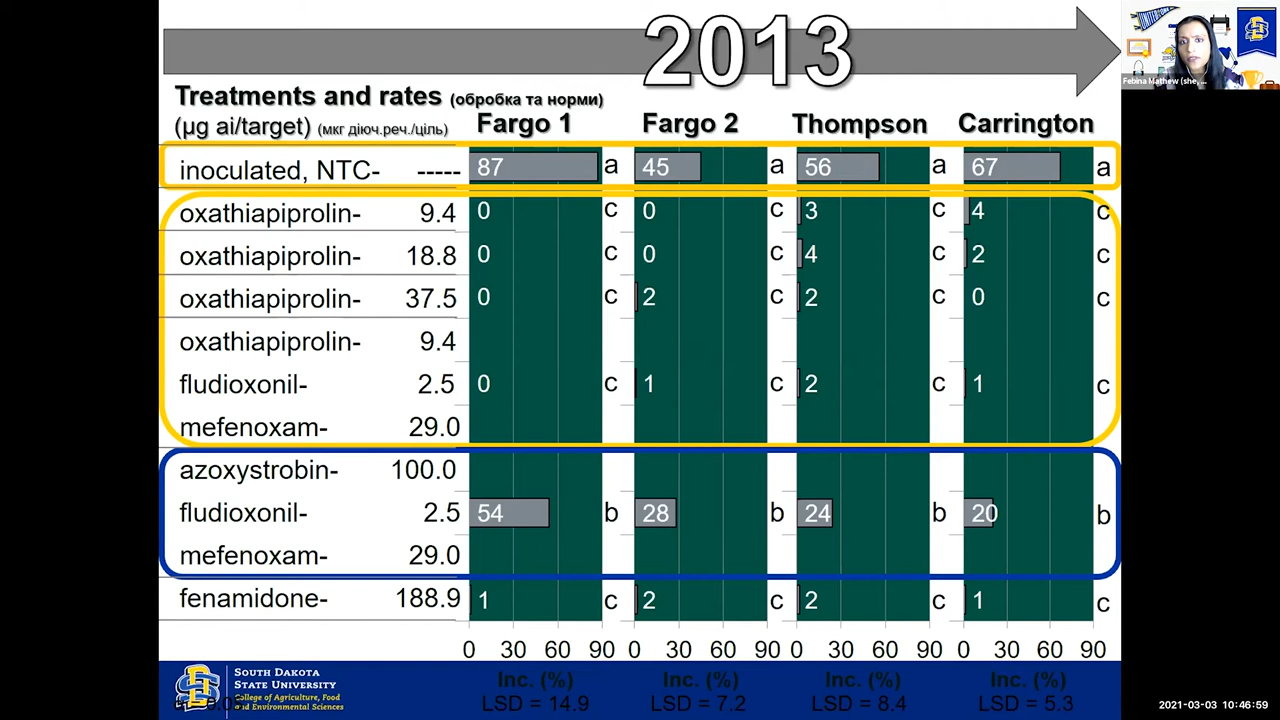 2013
Febina Mathew (she, ...
Treatments and rates (обробка та норми)
(µg ai/target) (мкг діюч.реч./ціль)
Fargo 1 Fargo 2 Thompson Carrington
inoculated, NTC- ----- 87 a 45 a 56 a 67 a
oxathiapiprolin- 9.4 0 c 0 c 3 c 4 c
oxathiapiprolin- 18.8 0 c 0 c 4 c 2 c
oxathiapiprolin- 37.5 0 c 2 c 2 c 0 c
oxathiapiprolin- 9.4
fludioxonil- 2.5 0 c 1 c 2 c 1 c
mefenoxam- 29.0
azoxystrobin- 100.0
fludioxonil- 2.5 54 b 28 b 24 b 20 b
mefenoxam- 29.0
fenamidone- 188.9 1 c 2 c 2 c 1 c
0 30 60 90 0 30 60 90 0 30 60 90 0 30 60 90
Inc. (%) Inc. (%) Inc. (%) Inc. (%)
LSD = 14.9 LSD = 7.2 LSD = 8.4 LSD = 5.3
SOUTH DAKOTA
STATE UNIVERSITY
College of Agriculture, Food
and Environmental Sciences
2021-03-03 10:46:59